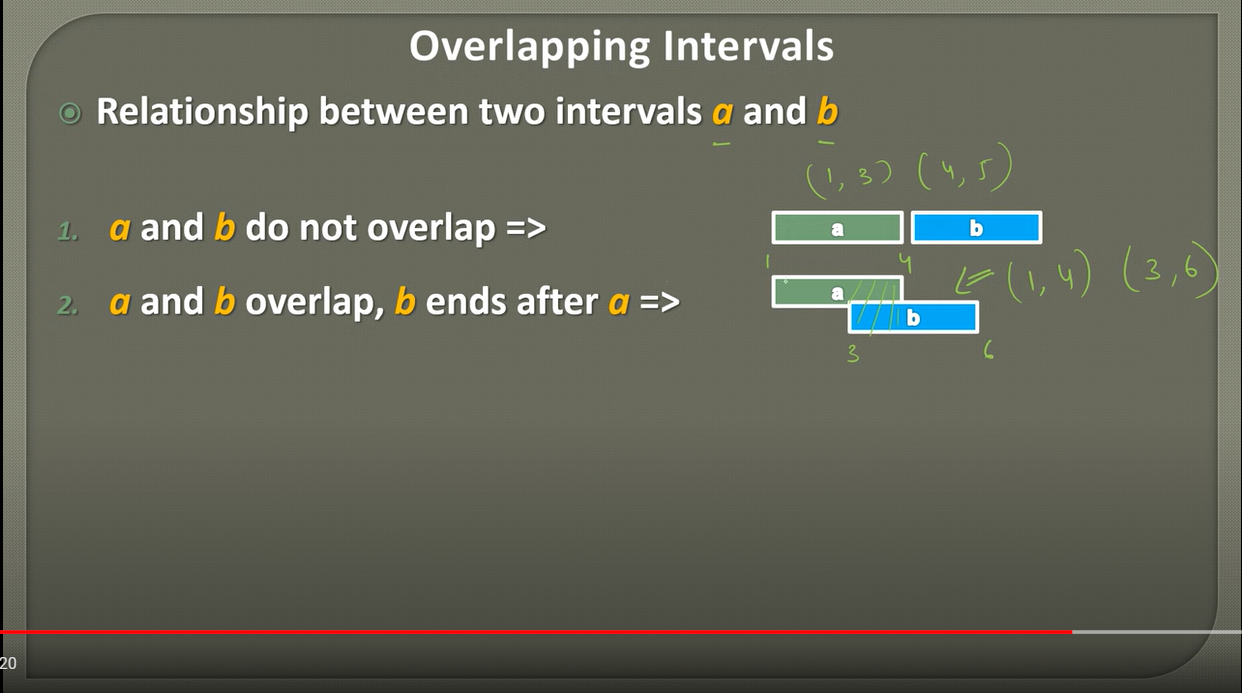 Overlapping Intervals
Relationship between two intervals a and b
(1, 3) (4, 5)
1. a and b do not overlap =>
a b
1 4
(1, 4) (3, 6)
2. a and b overlap, b ends after a =>
a
b
3 6
20